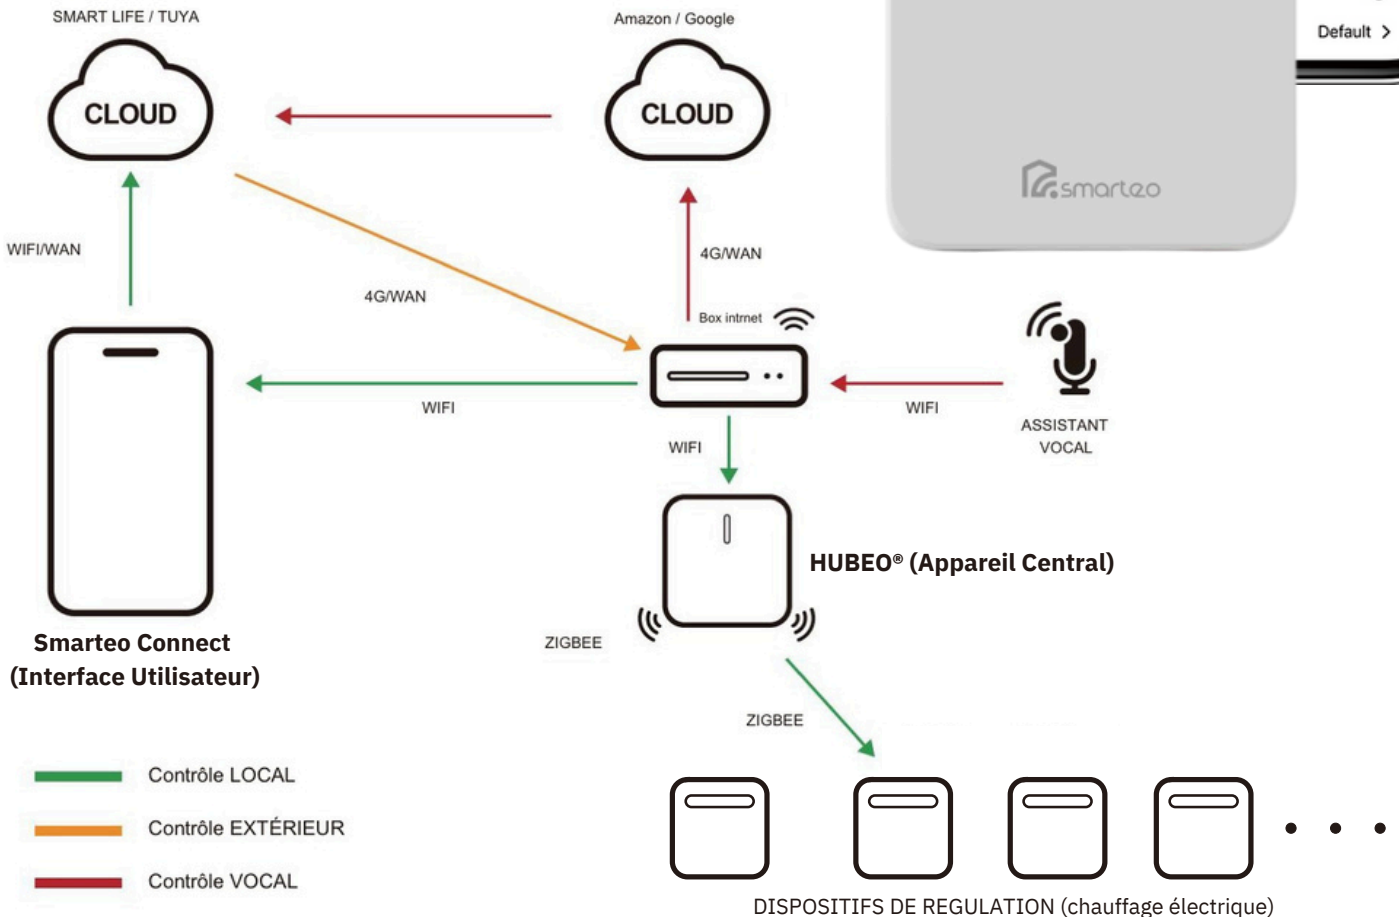 SMART LIFE / TUYA
Amazon / Google
Default >
CLOUD
CLOUD
smarteo
WIFI/WAN
4G/WAN
4G/WAN
Box intrnet
WIFI
WIFI
ASSISTANT
VOCAL
WIFI
HUBEO® (Appareil Central)
Smarteo Connect
(Interface Utilisateur)
ZIGBEE
ZIGBEE
Contrôle LOCAL
Contrôle EXTÉRIEUR
Contrôle VOCAL
DISPOSITIFS DE REGULATION (chauffage électrique)